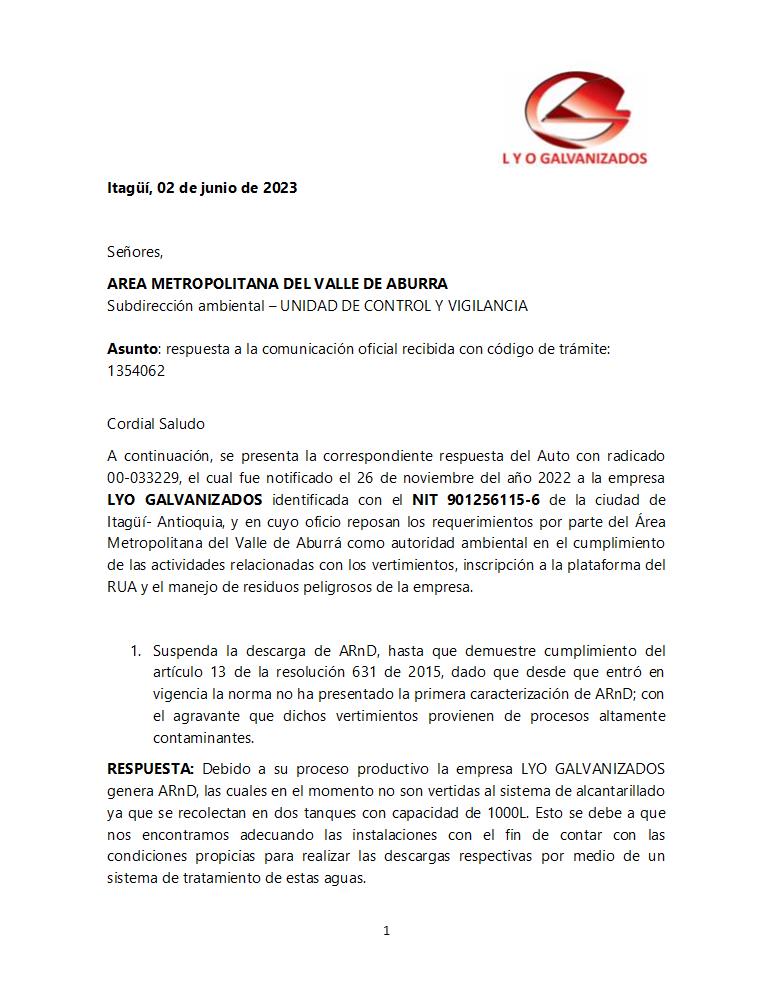 L Y O GALVANIZADOS
Itagüí, 02 de junio de 2023
Señores,
AREA METROPOLITANA DEL VALLE DE ABURRA
Subdirección ambiental – UNIDAD DE CONTROL Y VIGILANCIA
Asunto: respuesta a la comunicación oficial recibida con código de trámite:
1354062
Cordial Saludo
A continuación, se presenta la correspondiente respuesta del Auto con radicado
00-033229, el cual fue notificado el 26 de noviembre del año 2022 a la empresa
LYO GALVANIZADOS identificada con el NIT 901256115-6 de la ciudad de
Itagüí- Antioquia, y en cuyo oficio reposan los requerimientos por parte del Área
Metropolitana del Valle de Aburrá como autoridad ambiental en el cumplimiento
de las actividades relacionadas con los vertimientos, inscripción a la plataforma del
RUA y el manejo de residuos peligrosos de la empresa.
1. Suspenda la descarga de ARnD, hasta que demuestre cumplimiento del
artículo 13 de la resolución 631 de 2015, dado que desde que entró en
vigencia la norma no ha presentado la primera caracterización de ARnD; con
el agravante que dichos vertimientos provienen de procesos altamente
contaminantes.
RESPUESTA: Debido a su proceso productivo la empresa LYO GALVANIZADOS
genera ARnD, las cuales en el momento no son vertidas al sistema de alcantarillado
ya que se recolectan en dos tanques con capacidad de 1000L. Esto se debe a que
nos encontramos adecuando las instalaciones con el fin de contar con las
condiciones propicias para realizar las descargas respectivas por medio de un
sistema de tratamiento de estas aguas.
1